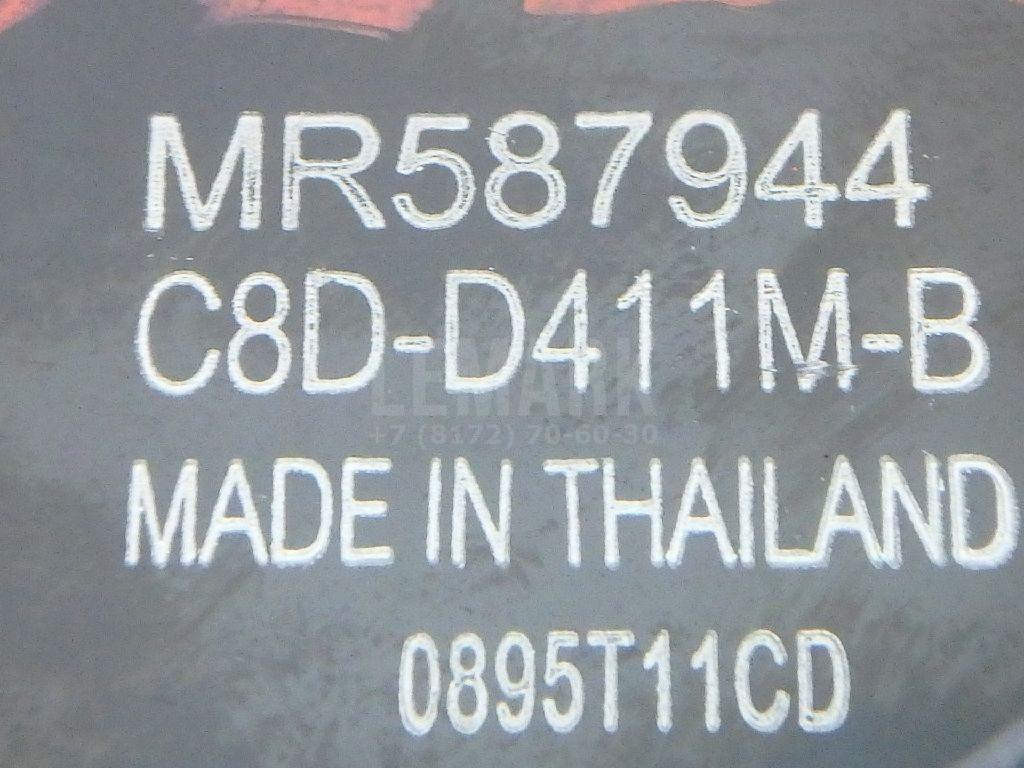 MR587944
C8D-D411M-B
LEMARK
+7 (8172) 70-60-30
MADE IN THAILAND
0895T11CD